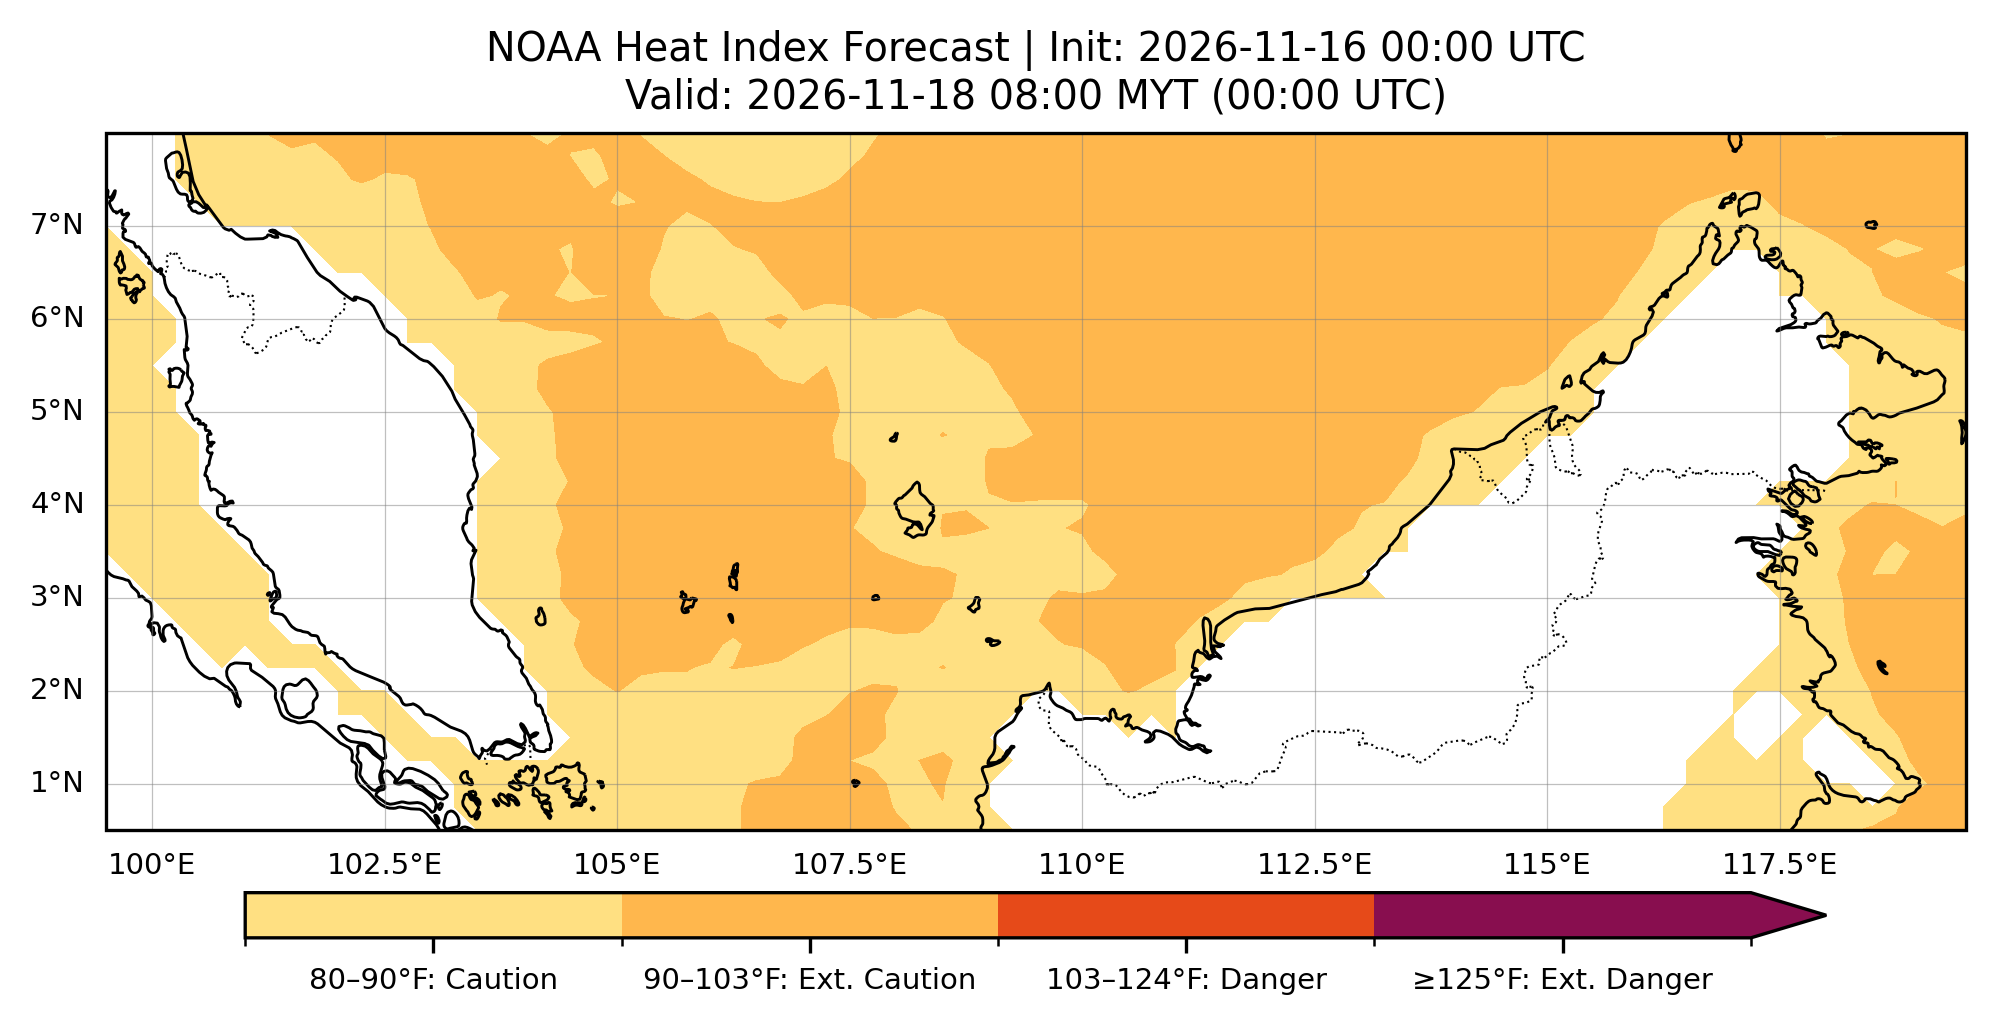 NOAA Heat Index Forecast | Init: 2026-11-16 00:00 UTC
Valid: 2026-11-18 08:00 MYT (00:00 UTC)
7°N
6°N
5°N
4°N
3°N
2°N
1°N
100°E
102.5°E
105°E
107.5°E
110°E
112.5°E
115°E
117.5°E
80–90°F: Caution
90–103°F: Ext. Caution
103–124°F: Danger
≥125°F: Ext. Danger